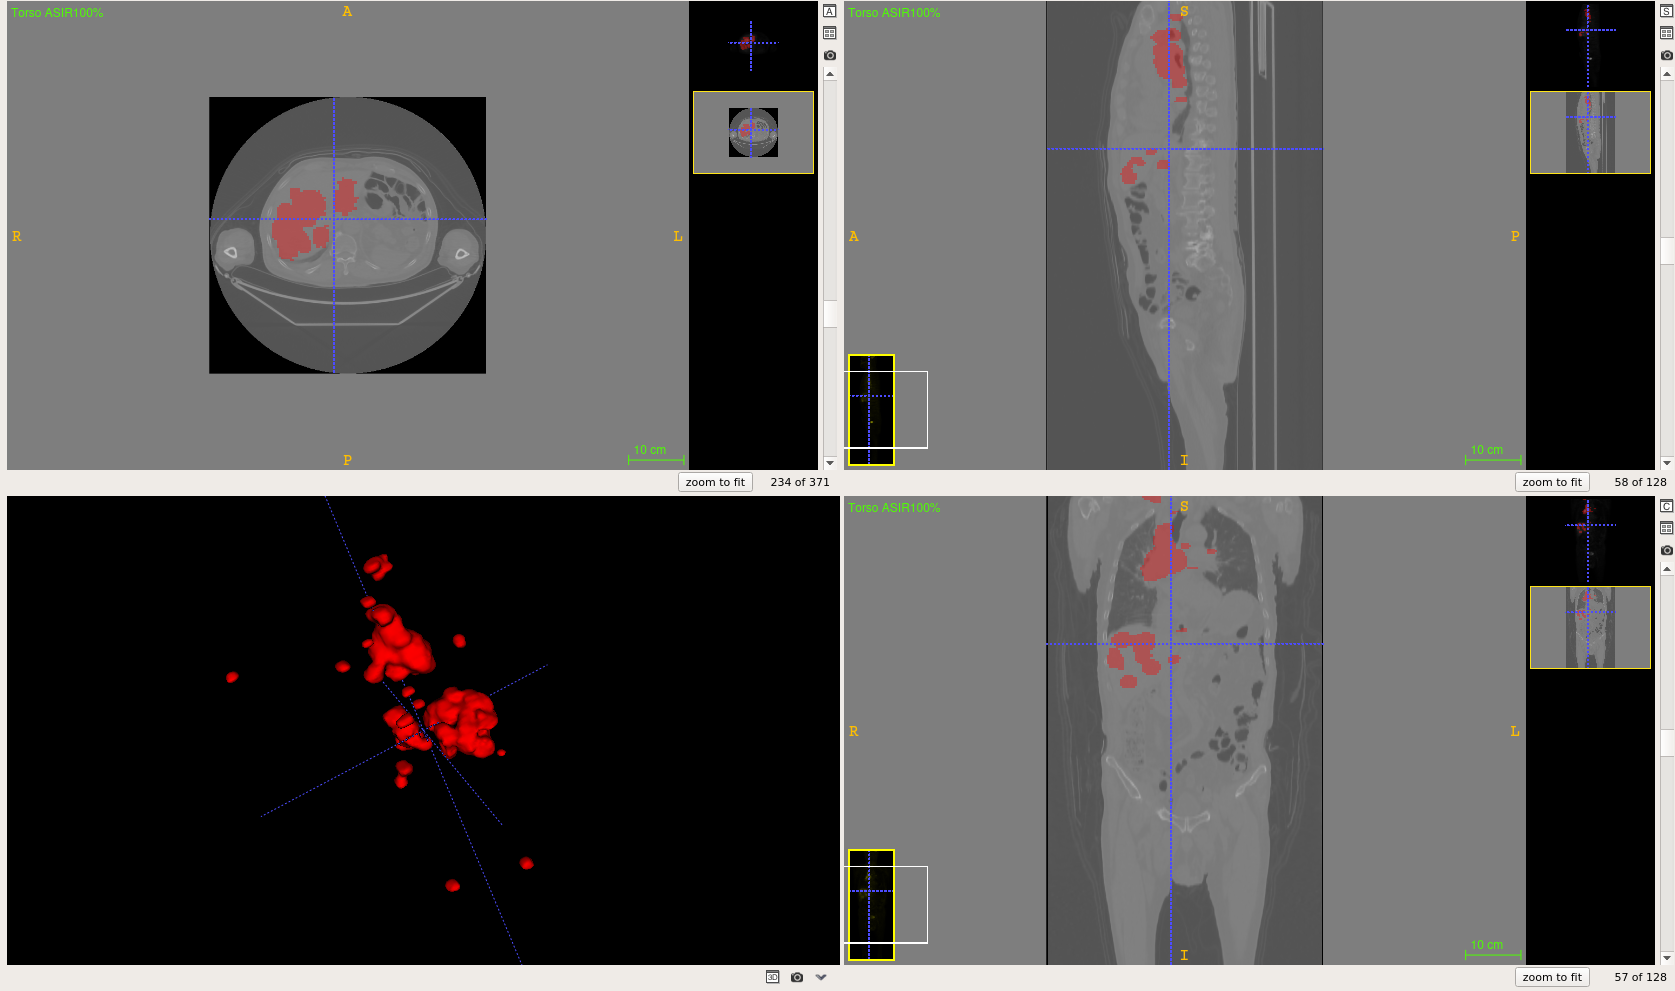 Torso ASIR100%
A
A
R
L
10 cm
P
zoom to fit
234 of 371
Torso ASIR100%
S
S
A
P
10 cm
I
zoom to fit
58 of 128
3D
Torso ASIR100%
S
C
R
L
10 cm
I
zoom to fit
57 of 128